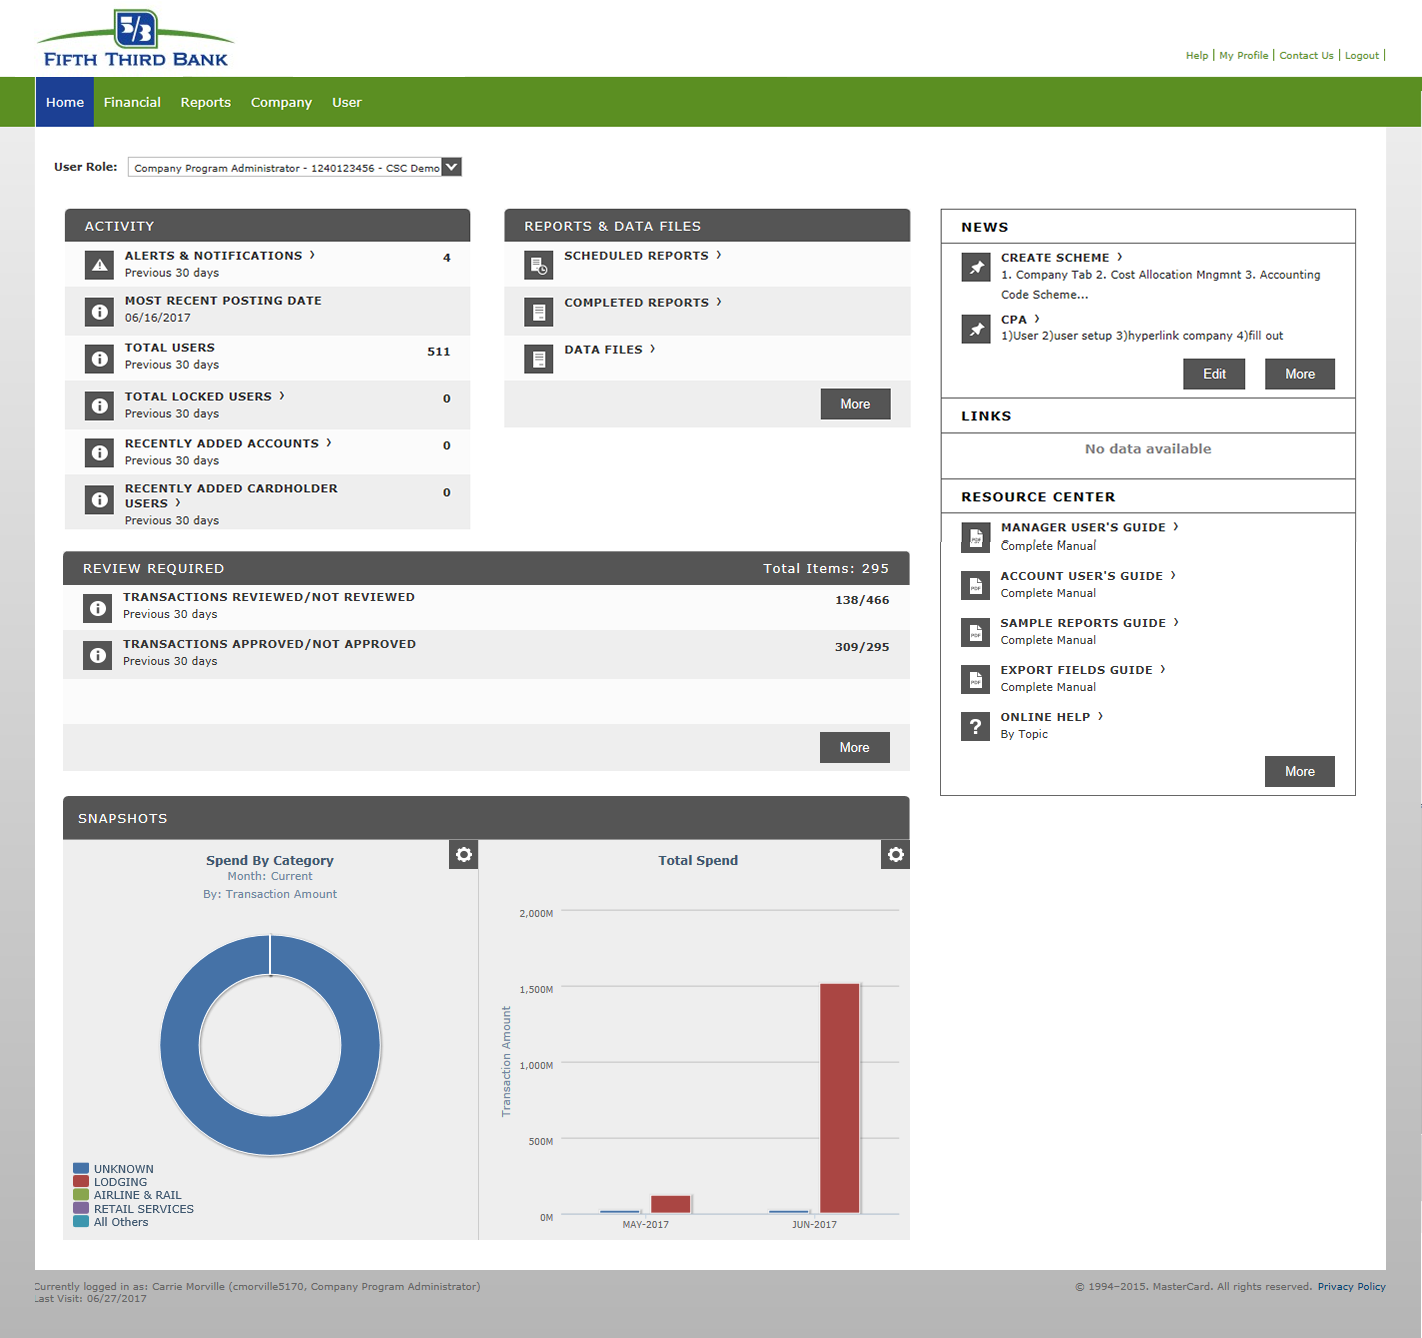 5/3
FIFTH THIRD BANK
Help | My Profile | Contact Us | Logout |
Home Financial Reports Company User
User Role: Company Program Administrator - 1240123456 - CSC Demo
ACTIVITY
ALERTS & NOTIFICATIONS › 4
Previous 30 days
MOST RECENT POSTING DATE
06/16/2017
TOTAL USERS 511
Previous 30 days
TOTAL LOCKED USERS › 0
Previous 30 days
RECENTLY ADDED ACCOUNTS › 0
Previous 30 days
RECENTLY ADDED CARDHOLDER 0
USERS ›
Previous 30 days
REPORTS & DATA FILES
SCHEDULED REPORTS ›
COMPLETED REPORTS ›
DATA FILES ›
More
NEWS
CREATE SCHEME ›
1. Company Tab 2. Cost Allocation Mngmnt 3. Accounting
Code Scheme...
CPA ›
1)User 2)user setup 3)hyperlink company 4)fill out
Edit More
LINKS
No data available
RESOURCE CENTER
PDF MANAGER USER'S GUIDE ›
Complete Manual
PDF ACCOUNT USER'S GUIDE ›
Complete Manual
PDF SAMPLE REPORTS GUIDE ›
Complete Manual
PDF EXPORT FIELDS GUIDE ›
Complete Manual
? ONLINE HELP ›
By Topic
More
REVIEW REQUIRED Total Items: 295
TRANSACTIONS REVIEWED/NOT REVIEWED 138/466
Previous 30 days
TRANSACTIONS APPROVED/NOT APPROVED 309/295
Previous 30 days
More
SNAPSHOTS
Spend By Category
Month: Current
By: Transaction Amount
UNKNOWN
LODGING
AIRLINE & RAIL
RETAIL SERVICES
All Others
Total Spend
Transaction Amount
2,000M
1,500M
1,000M
500M
0M
MAY-2017 JUN-2017
Currently logged in as: Carrie Morville (cmorville5170, Company Program Administrator)
Last Visit: 06/27/2017
© 1994–2015. MasterCard. All rights reserved. Privacy Policy